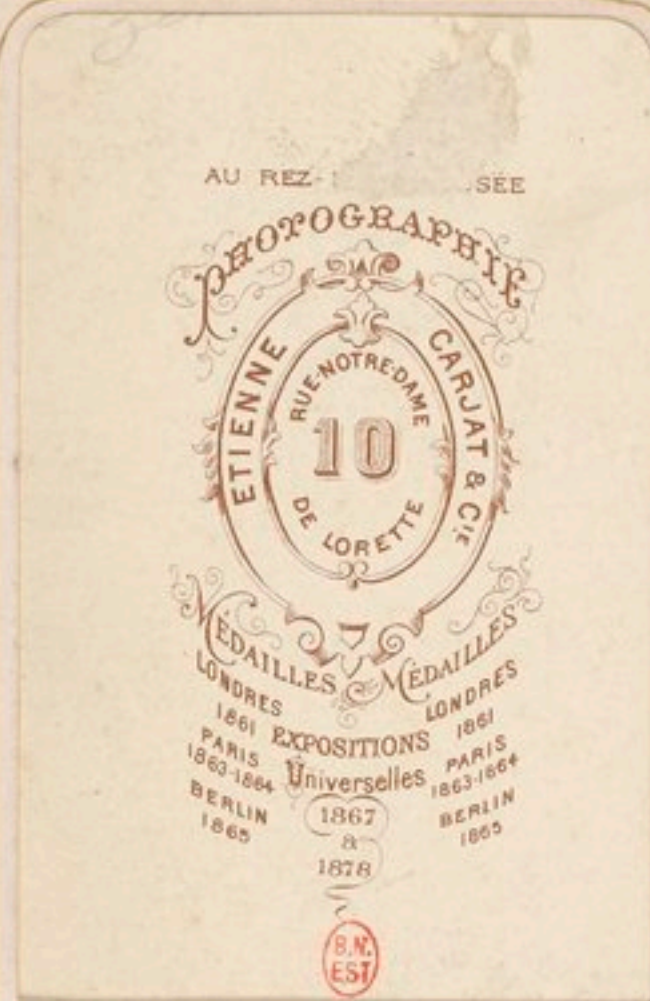 AU REZ- SÉE
PHOTOGRAPHIE
ETIENNE CARJAT & Cie
RUE-NOTRE-DAME
10
DE LORETTE
MÉDAILLES MÉDAILLES
LONDRES LONDRES
1861 1861
EXPOSITIONS
PARIS PARIS
1863-1864 Universelles 1863-1864
BERLIN 1867 BERLIN
1865 & 1865
1878
B.N.
EST